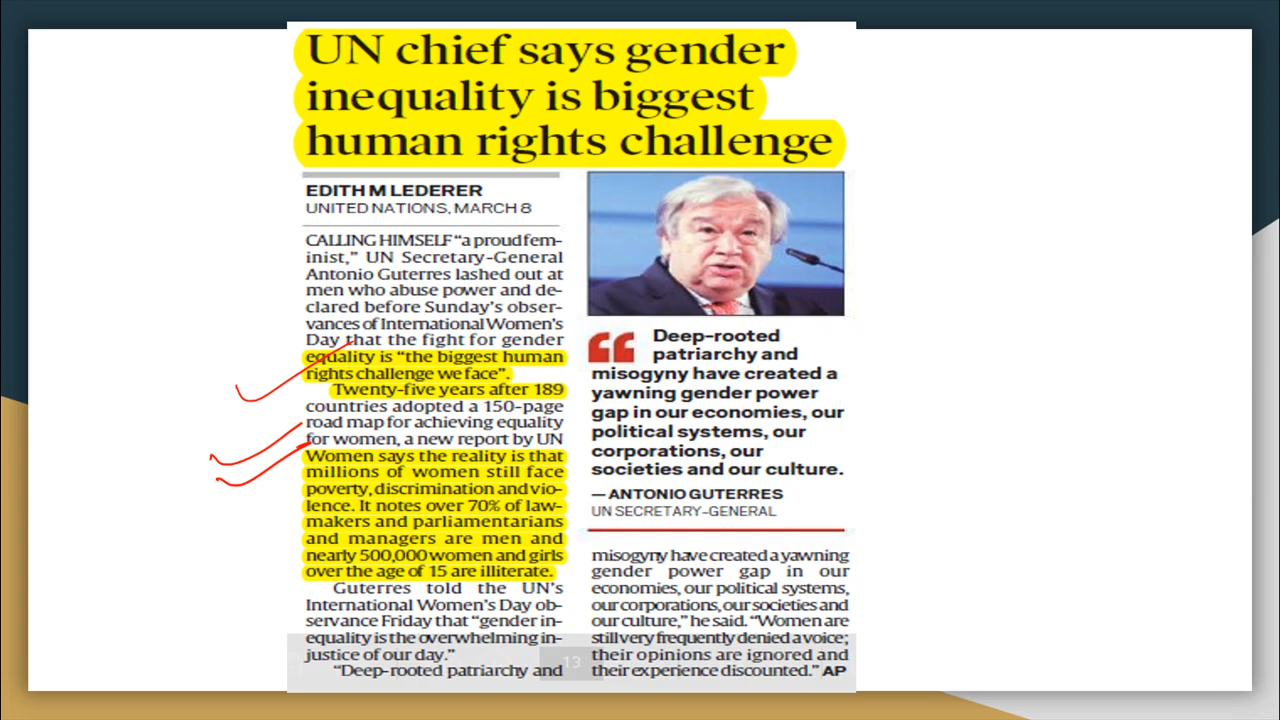 UN chief says gender
inequality is biggest
human rights challenge
EDITH M LEDERER
UNITED NATIONS, MARCH 8
CALLING HIMSELF “a proud fem-
inist,” UN Secretary-General
Antonio Guterres lashed out at
men who abuse power and de-
clared before Sunday’s obser-
vances of International Women’s
Day that the fight for gender
equality is “the biggest human
rights challenge we face”.
Twenty-five years after 189
countries adopted a 150-page
road map for achieving equality
for women, a new report by UN
Women says the reality is that
millions of women still face
poverty, discrimination and vio-
lence. It notes over 70% of law-
makers and parliamentarians
and managers are men and
nearly 500,000 women and girls
over the age of 15 are illiterate.
Guterres told the UN’s
International Women’s Day ob-
servance Friday that “gender in-
equality is the overwhelming in-
justice of our day.”
“Deep-rooted patriarchy and
Deep-rooted
patriarchy and
misogyny have created a
yawning gender power
gap in our economies, our
political systems, our
corporations, our
societies and our culture.
— ANTONIO GUTERRES
UN SECRETARY-GENERAL
misogyny have created a yawning
gender power gap in our
economies, our political systems,
our corporations, our societies and
our culture,” he said. “Women are
still very frequently denied a voice;
their opinions are ignored and
their experience discounted.” AP
13